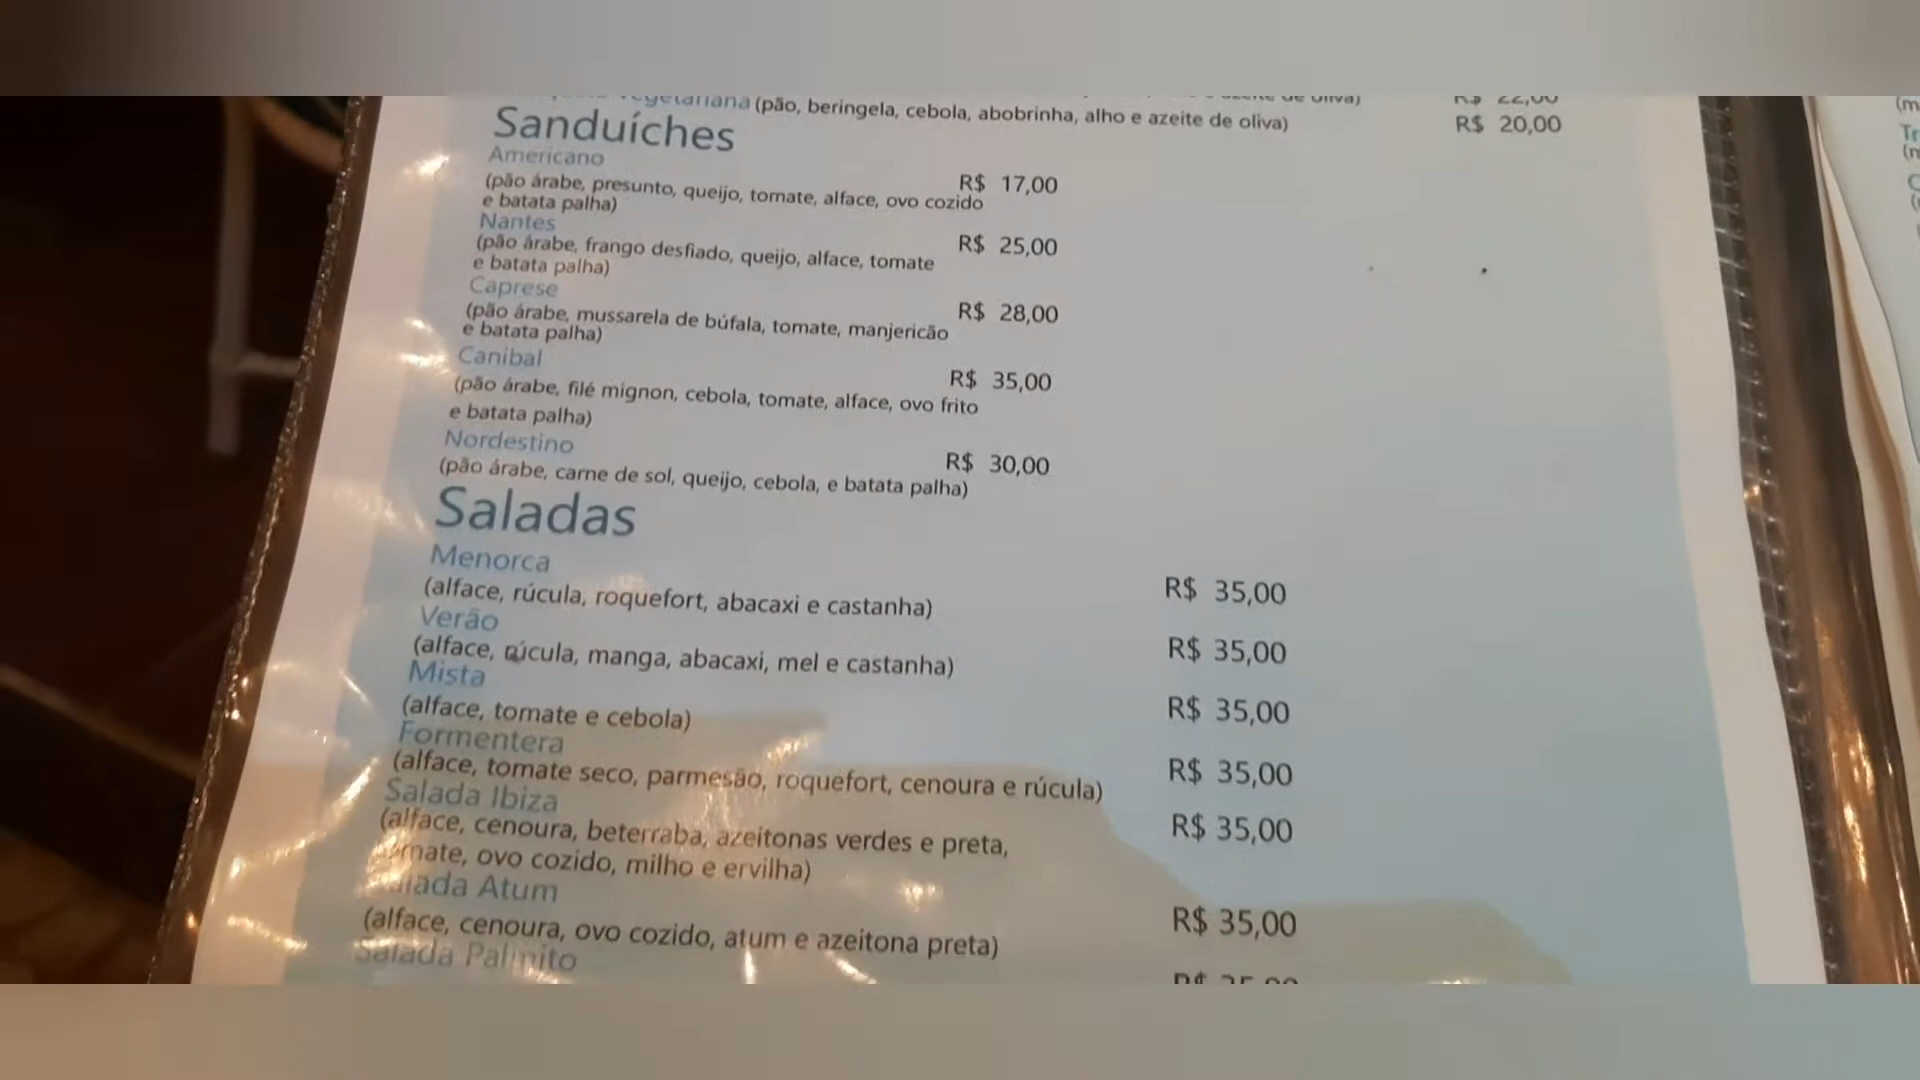 (pão, beringela, cebola, abobrinha, alho e azeite de oliva) R$ 20,00
Sanduíches
Americano
R$ 17,00
(pão árabe, presunto, queijo, tomate, alface, ovo cozido
e batata palha)
Nantes
R$ 25,00
(pão árabe, frango desfiado, queijo, alface, tomate
e batata palha)
Caprese
R$ 28,00
(pão árabe, mussarela de búfala, tomate, manjericão
e batata palha)
Canibal
R$ 35,00
(pão árabe, filé mignon, cebola, tomate, alface, ovo frito
e batata palha)
Nordestino
R$ 30,00
(pão árabe, carne de sol, queijo, cebola, e batata palha)
Saladas
Menorca
(alface, rúcula, roquefort, abacaxi e castanha) R$ 35,00
Verão
(alface, rúcula, manga, abacaxi, mel e castanha) R$ 35,00
Mista
(alface, tomate e cebola) R$ 35,00
Formentera
(alface, tomate seco, parmesão, roquefort, cenoura e rúcula) R$ 35,00
Salada Ibiza
R$ 35,00
(alface, cenoura, beterraba, azeitonas verdes e preta,
ovo cozido, milho e ervilha)
Atum
(alface, cenoura, ovo cozido, atum e azeitona preta) R$ 35,00
Salada Palmito